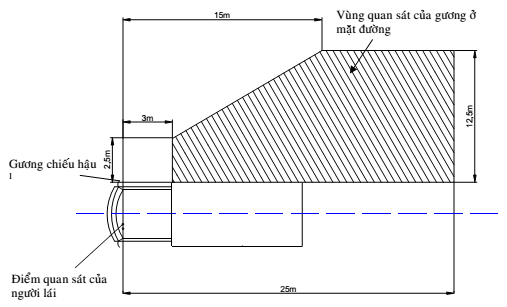 15m
Vùng quan sát của gương ở
mặt đường
3m
2,5m
12,5m
Gương chiếu hậu
1
Điểm quan sát của
người lái
25m